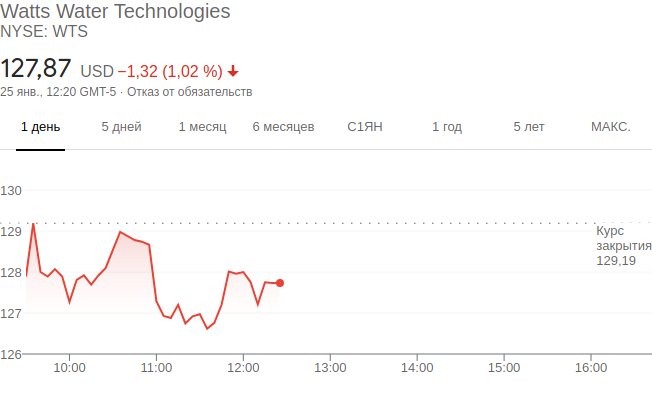 Watts Water Technologies
NYSE: WTS
127,87 USD −1,32 (1,02 %)
25 янв., 12:20 GMT-5 · Отказ от обязательств
1 день 5 дней 1 месяц 6 месяцев С1ЯН 1 год 5 лет МАКС.
130
129
128
127
126
Курс
закрытия
129,19
10:00 11:00 12:00 13:00 14:00 15:00 16:00